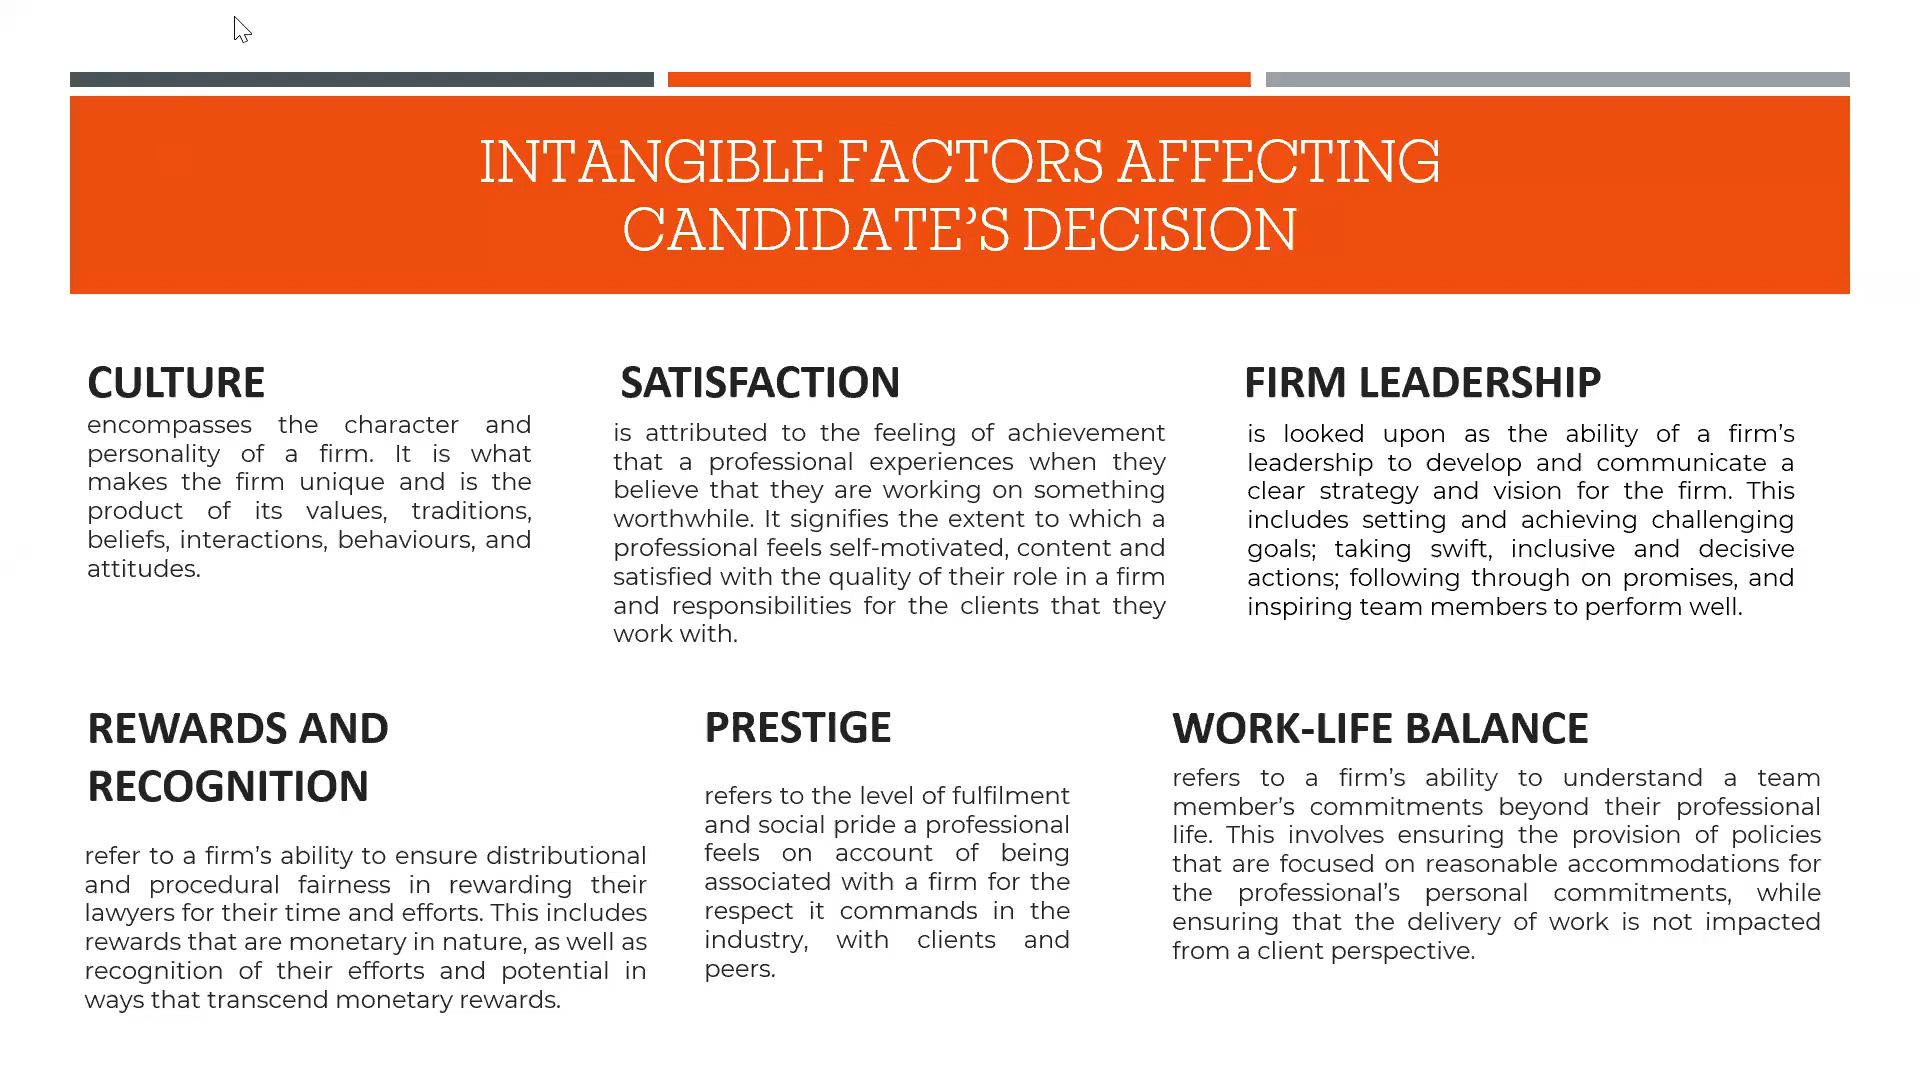 INTANGIBLE FACTORS AFFECTING
CANDIDATE’S DECISION
CULTURE
encompasses the character and
personality of a firm. It is what
makes the firm unique and is the
product of its values, traditions,
beliefs, interactions, behaviours, and
attitudes.
SATISFACTION
is attributed to the feeling of achievement
that a professional experiences when they
believe that they are working on something
worthwhile. It signifies the extent to which a
professional feels self-motivated, content and
satisfied with the quality of their role in a firm
and responsibilities for the clients that they
work with.
FIRM LEADERSHIP
is looked upon as the ability of a firm’s
leadership to develop and communicate a
clear strategy and vision for the firm. This
includes setting and achieving challenging
goals; taking swift, inclusive and decisive
actions; following through on promises, and
inspiring team members to perform well.
REWARDS AND
RECOGNITION
refer to a firm’s ability to ensure distributional
and procedural fairness in rewarding their
lawyers for their time and efforts. This includes
rewards that are monetary in nature, as well as
recognition of their efforts and potential in
ways that transcend monetary rewards.
PRESTIGE
refers to the level of fulfilment
and social pride a professional
feels on account of being
associated with a firm for the
respect it commands in the
industry, with clients and
peers.
WORK-LIFE BALANCE
refers to a firm’s ability to understand a team
member’s commitments beyond their professional
life. This involves ensuring the provision of policies
that are focused on reasonable accommodations for
the professional’s personal commitments, while
ensuring that the delivery of work is not impacted
from a client perspective.